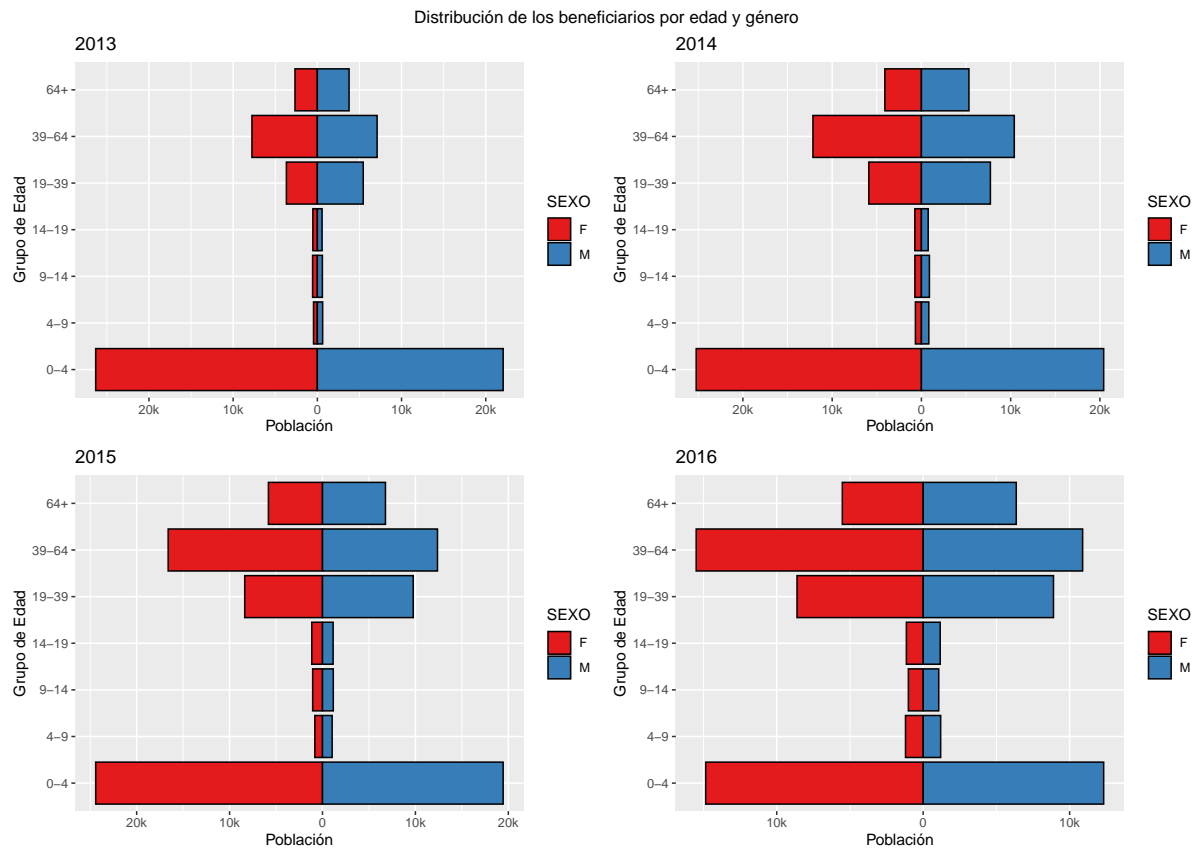 Distribución de los beneficiarios por edad y género
2013
Grupo de Edad
64+
39−64
19−39
14−19
9−14
4−9
0−4
20k 10k 0 10k 20k
Población
SEXO
F
M
2014
Grupo de Edad
64+
39−64
19−39
14−19
9−14
4−9
0−4
20k 10k 0 10k 20k
Población
SEXO
F
M
2015
Grupo de Edad
64+
39−64
19−39
14−19
9−14
4−9
0−4
20k 10k 0 10k 20k
Población
SEXO
F
M
2016
Grupo de Edad
64+
39−64
19−39
14−19
9−14
4−9
0−4
10k 0 10k
Población
SEXO
F
M